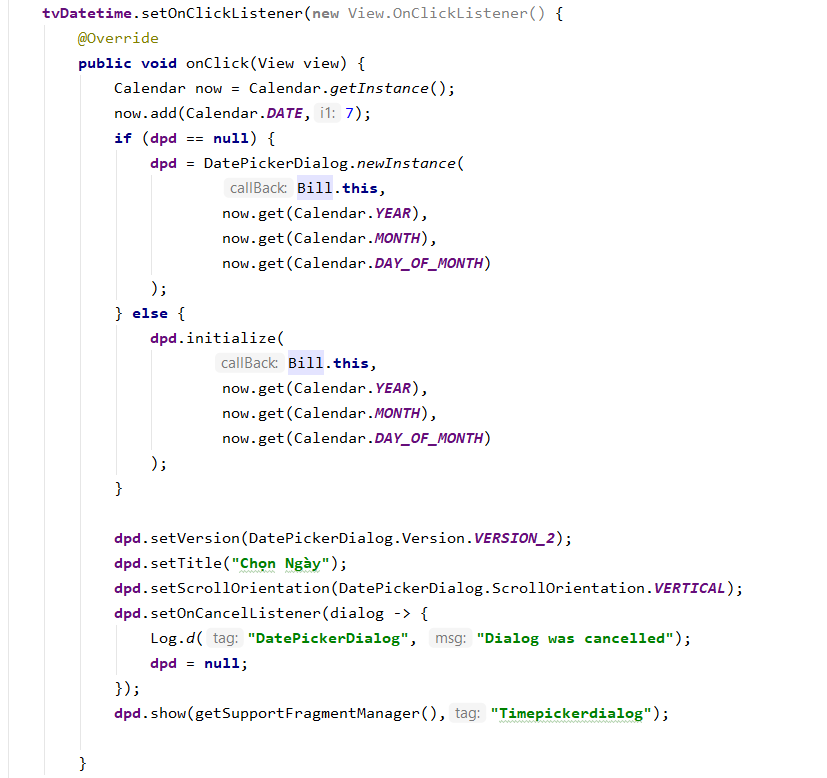 tvDatetime.setOnClickListener(new View.OnClickListener() {
@Override
public void onClick(View view) {
Calendar now = Calendar.getInstance();
now.add(Calendar.DATE, i1: 7);
if (dpd == null) {
dpd = DatePickerDialog.newInstance(
callBack: Bill.this,
now.get(Calendar.YEAR),
now.get(Calendar.MONTH),
now.get(Calendar.DAY_OF_MONTH)
);
} else {
dpd.initialize(
callBack: Bill.this,
now.get(Calendar.YEAR),
now.get(Calendar.MONTH),
now.get(Calendar.DAY_OF_MONTH)
);
}
dpd.setVersion(DatePickerDialog.Version.VERSION_2);
dpd.setTitle("Chọn Ngày");
dpd.setScrollOrientation(DatePickerDialog.ScrollOrientation.VERTICAL);
dpd.setOnCancelListener(dialog -> {
Log.d( tag: "DatePickerDialog", msg: "Dialog was cancelled");
dpd = null;
});
dpd.show(getSupportFragmentManager(), tag: "Timepickerdialog");
}